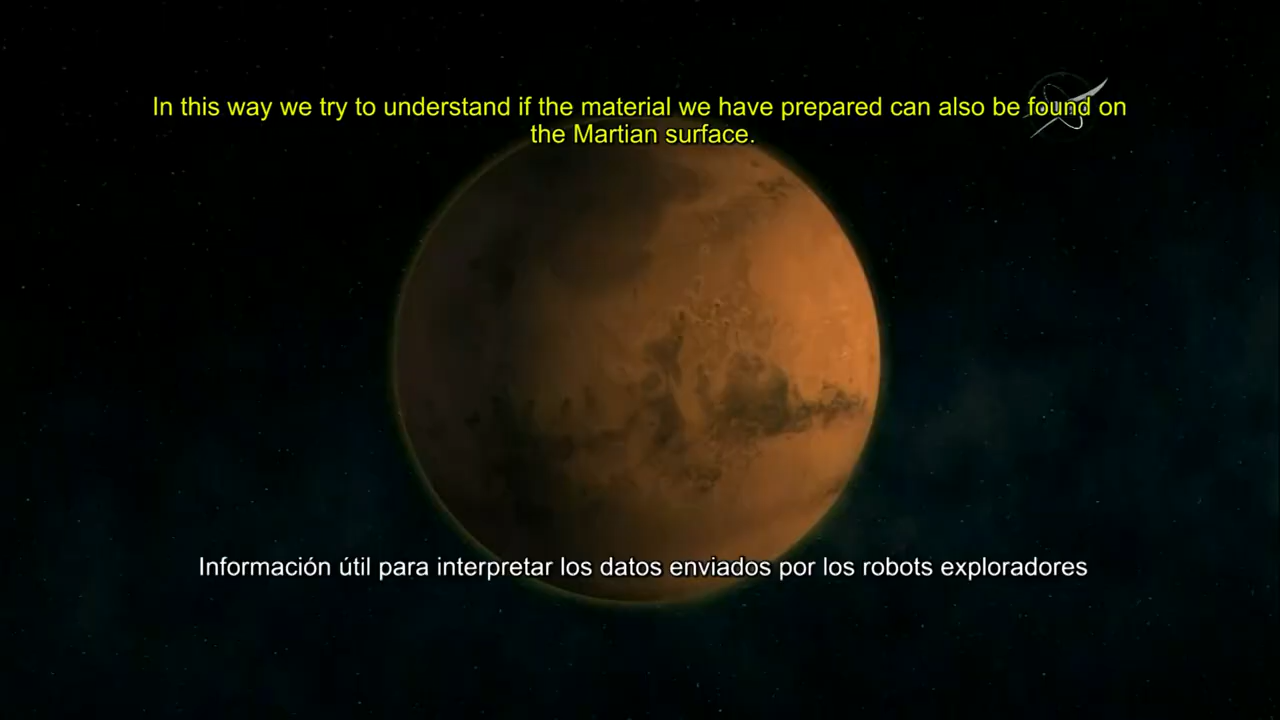 In this way we try to understand if the material we have prepared can also be found on
the Martian surface.
Información útil para interpretar los datos enviados por los robots exploradores